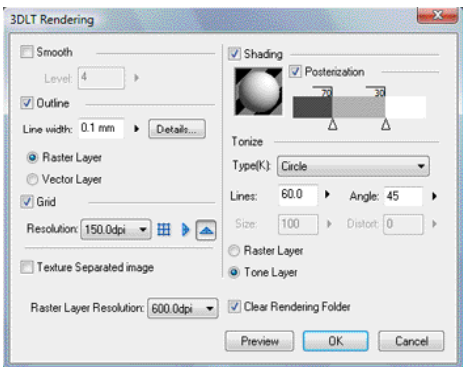 3DLT Rendering
Smooth
Level: 4
Outline
Line width: 0.1 mm Details...
Raster Layer
Vector Layer
Grid
Resolution: 150.0dpi
Texture Separated image
Raster Layer Resolution: 600.0dpi
Shading
Posterization
70 30
Tonize
Type(K): Circle
Lines: 60.0 Angle: 45
Size: 100 Distort: 0
Raster Layer
Tone Layer
Clear Rendering Folder
Preview OK Cancel